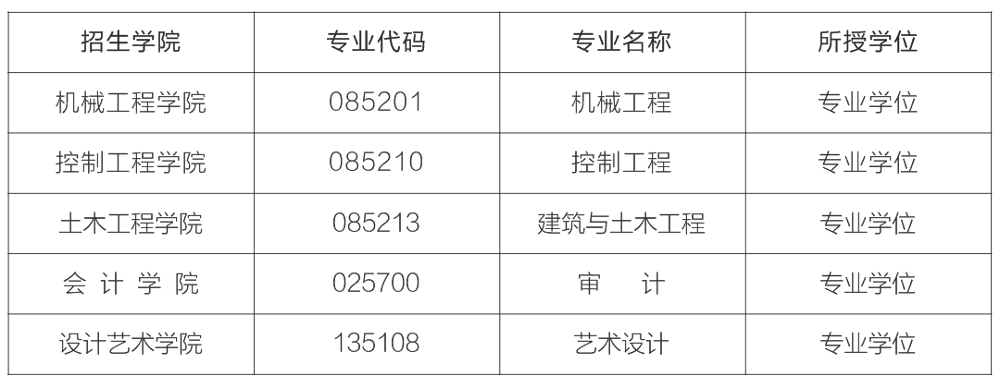 招生学院 专业代码 专业名称 所授学位
机械工程学院 085201 机械工程 专业学位
控制工程学院 085210 控制工程 专业学位
土木工程学院 085213 建筑与土木工程 专业学位
会计学院 025700 审计 专业学位
设计艺术学院 135108 艺术设计 专业学位